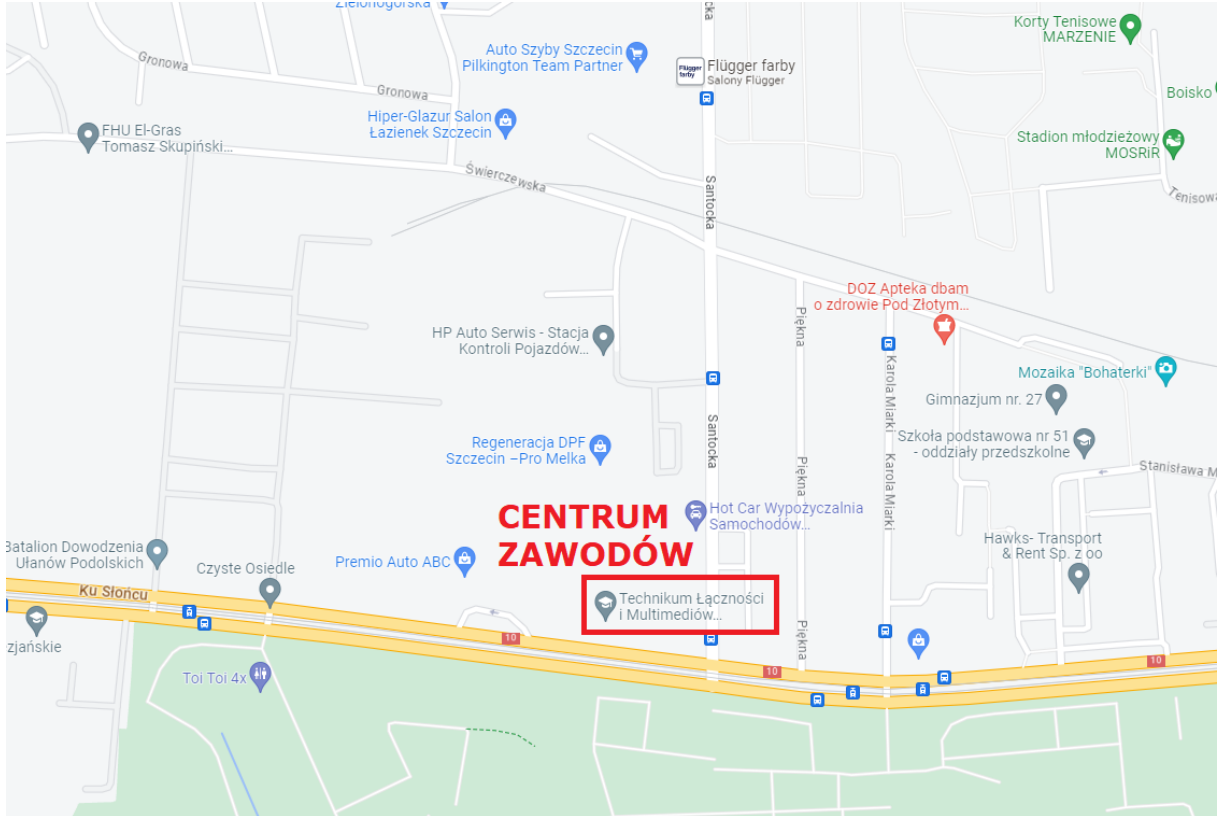 Zielonogórska
cka
Korty Tenisowe
MARZENIE
Auto Szyby Szczecin
Pilkington Team Partner
Flügger
farby
Flügger farby
Salony Flügger
Gronowa
Gronowa
Boisko
Hiper-Glazur Salon
Łazienek Szczecin
FHU El-Gras
Tomasz Skupiński...
Stadion młodzieżowy
MOSRiR
Świerczewska
Santocka
Tenisowa
DOZ Apteka dbam
o zdrowie Pod Złotym...
Piękna
HP Auto Serwis - Stacja
Kontroli Pojazdów...
Karola Miarki
Mozaika "Bohaterki"
Gimnazjum nr. 27
Santocka
Szkoła podstawowa nr 51
- oddziały przedszkolne
Regeneracja DPF
Szczecin –Pro Melka
Piękna
Karola Miarki
Stanisława M
CENTRUM
ZAWODÓW
Hot Car Wypożyczalnia
Samochodów...
Hawks- Transport
& Rent Sp. z oo
Batalion Dowodzenia
Ułanów Podolskich
Czyste Osiedle
Premio Auto ABC
Ku Słońcu
Technikum Łączności
i Multimediów...
zjańskie
10
Piękna
10
10
Toi Toi 4x